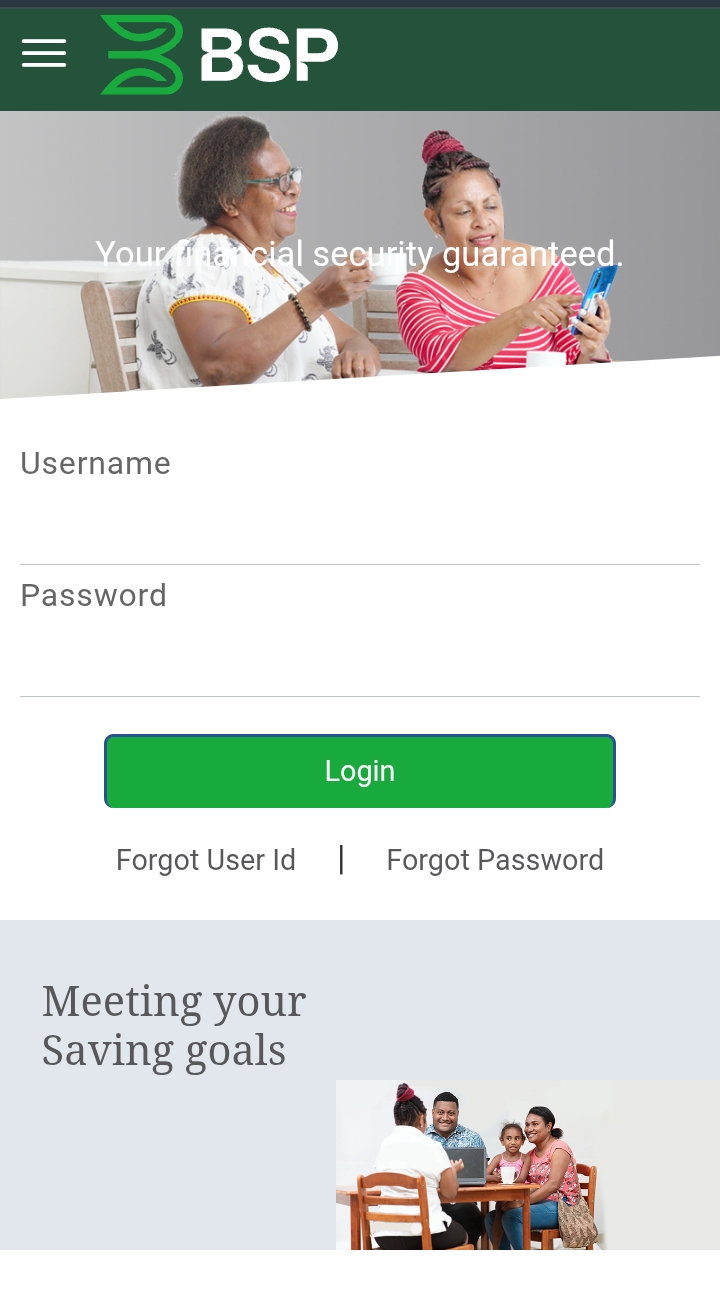 BSP
Your financial security guaranteed.
Username
Password
Login
Forgot User Id | Forgot Password
Meeting your
Saving goals